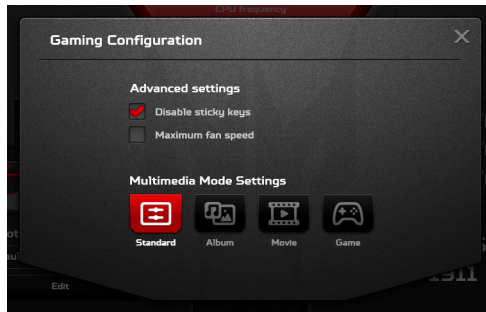 CPU frequency
Gaming Configuration
Advanced settings
Disable sticky keys
Maximum fan speed
Multimedia Mode Settings
Standard Album Movie Game
Edit